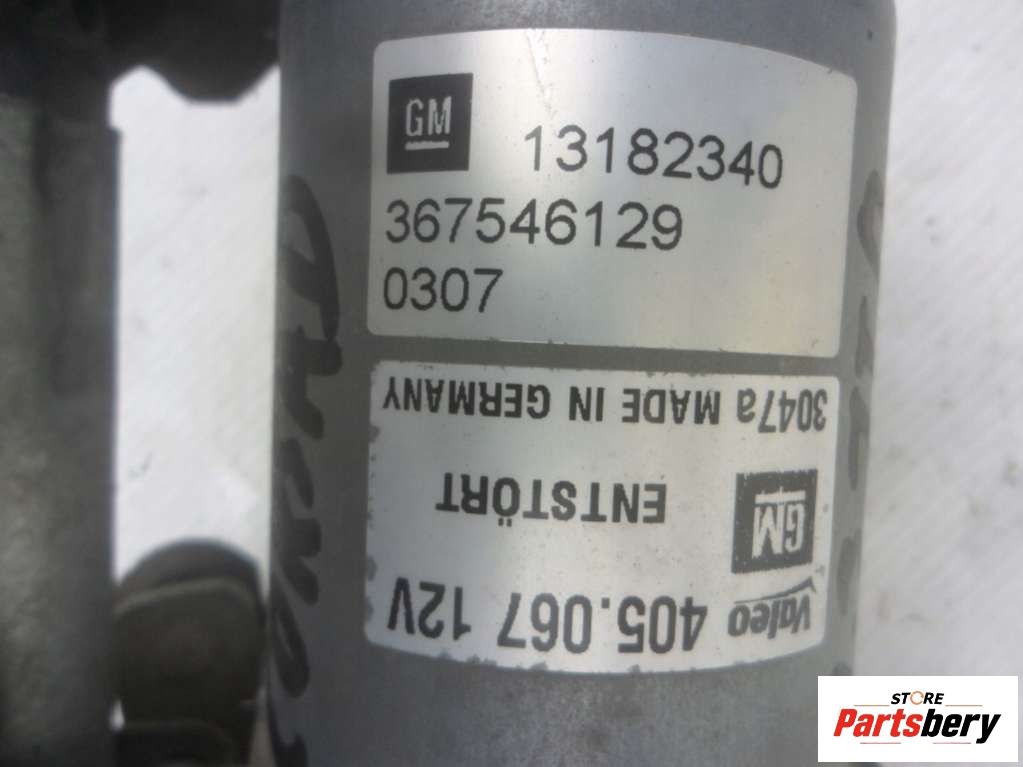 GM
13182340
367546129
0307
Valeo 405.067 12V
GM ENTSTÖRT
3047a MADE IN GERMANY
STORE
Partsbery